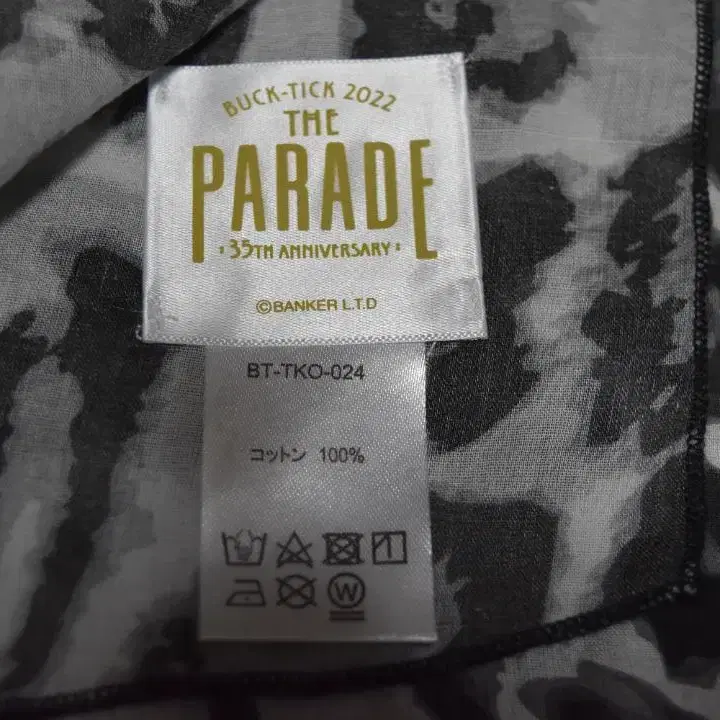 BUCK-TICK 2022
THE
PARADE
35TH ANNIVERSARY
©BANKER L.T.D
BT-TKO-024
コットン 100%
W